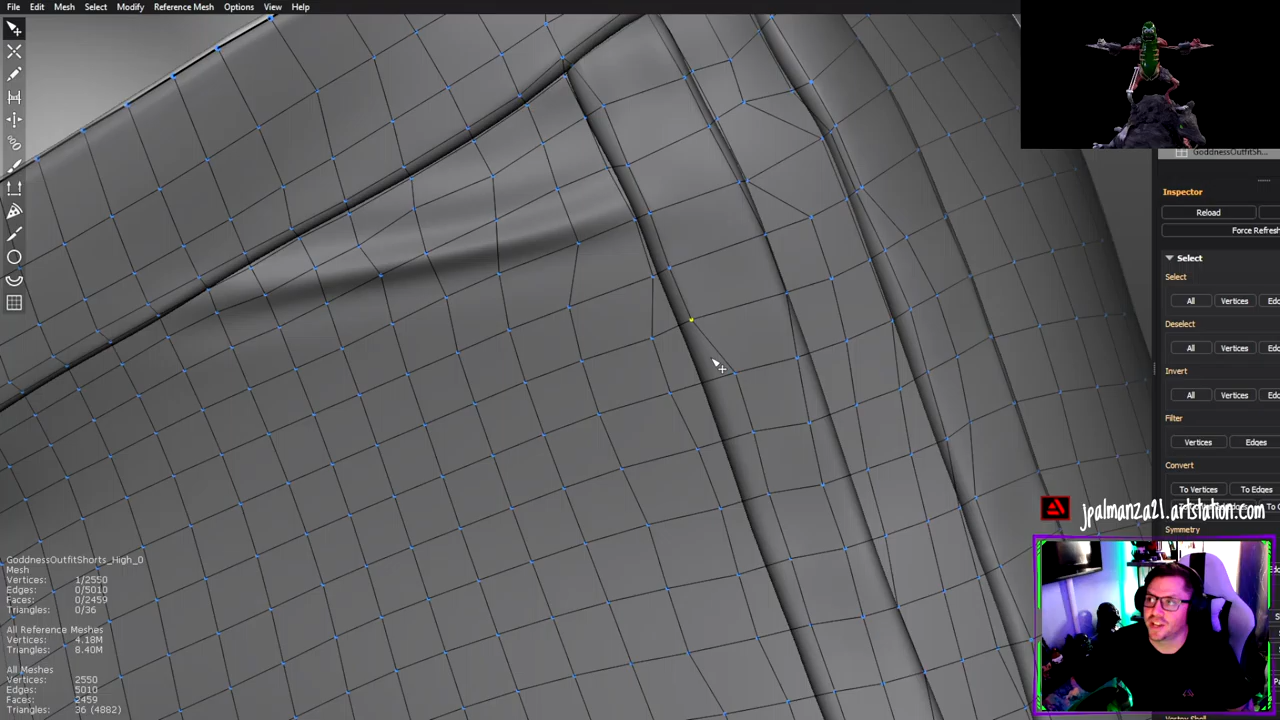 File Edit Mesh Select Modify Reference Mesh Options View Help
GoddnessOutfitSh...
Inspector
Reload
Force Refresh
Select
Select
All Vertices
Deselect
All Vertices
Invert
All Vertices
Filter
Vertices Edges
Convert
To Vertices To Edges
jpalmanza21.artstation.com
Symmetry
GoddnessOutfitShorts_High_0
Mesh
Vertices: 1/2550
Edges: 0/5010
Faces: 0/2459
Triangles: 0/36
All Reference Meshes
Vertices: 4.18M
Triangles: 8.40M
All Meshes
Vertices: 2550
Edges: 5010
Faces: 2459
Triangles: 36 (4882)